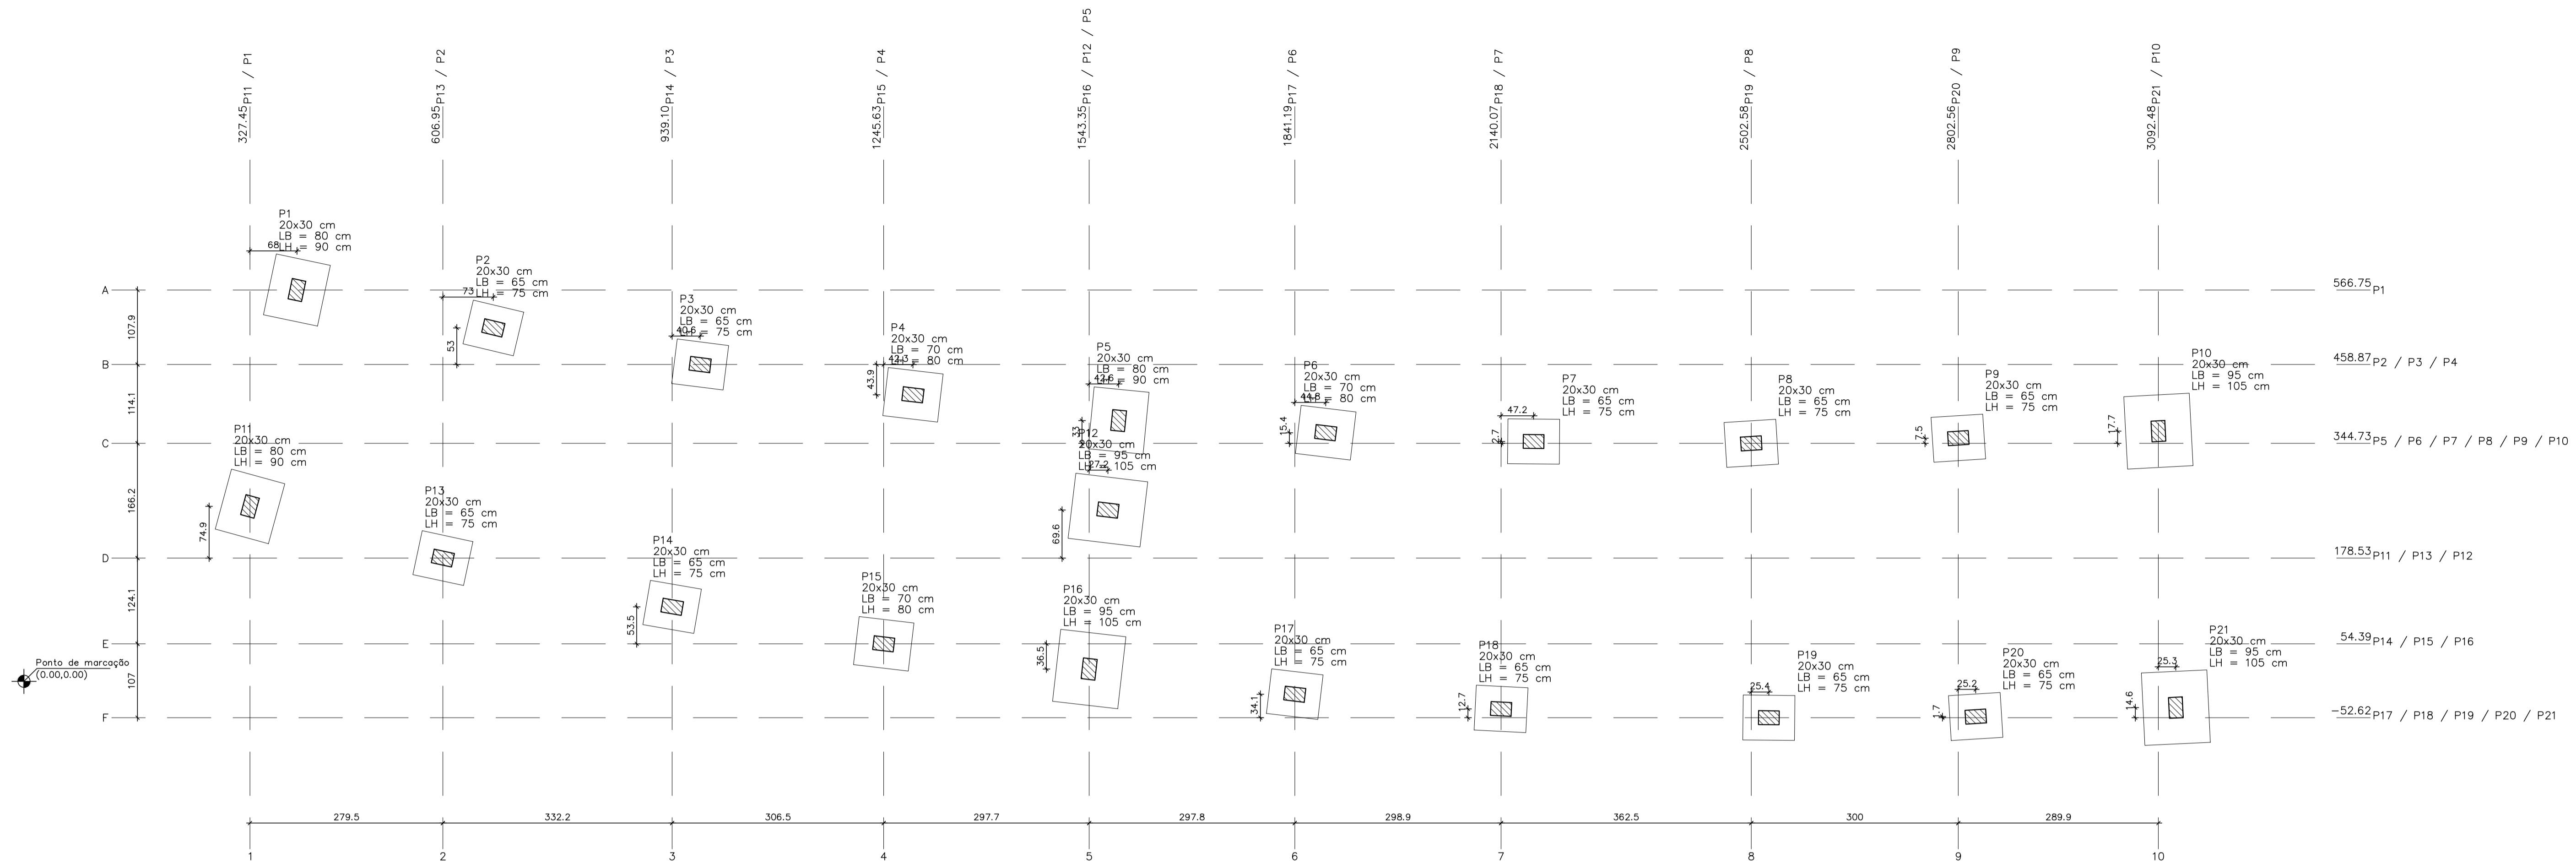 327.45 P11 / P1
606.95 P13 / P2
939.10 P14 / P3
1245.63 P15 / P4
1543.35 P16 / P12 / P5
1841.19 P17 / P6
2140.07 P18 / P7
2502.58 P19 / P8
2802.56 P20 / P9
3092.48 P21 / P10
P1
20x30 cm
LB = 80 cm
LH = 90 cm
68
P2
20x30 cm
LB = 65 cm
LH = 75 cm
73
53
P3
20x30 cm
LB = 65 cm
LH = 75 cm
40.6
P4
20x30 cm
LB = 70 cm
LH = 80 cm
42.3
43.9
P5
20x30 cm
LB = 80 cm
LH = 90 cm
42.6
33
P6
20x30 cm
LB = 70 cm
LH = 80 cm
44.8
15.4
P7
20x30 cm
LB = 65 cm
LH = 75 cm
47.2
2.7
P8
20x30 cm
LB = 65 cm
LH = 75 cm
P9
20x30 cm
LB = 65 cm
LH = 75 cm
7.5
P10
20x30 cm
LB = 95 cm
LH = 105 cm
17.7
A
566.75 P1
107.9
B
458.87 P2 / P3 / P4
114.1
C
344.73 P5 / P6 / P7 / P8 / P9 / P10
166.2
P11
20x30 cm
LB = 80 cm
LH = 90 cm
74.9
P12
20x30 cm
LB = 95 cm
LH = 105 cm
27.2
69.6
P13
20x30 cm
LB = 65 cm
LH = 75 cm
D
178.53 P11 / P13 / P12
124.1
P14
20x30 cm
LB = 65 cm
LH = 75 cm
53.5
P15
20x30 cm
LB = 70 cm
LH = 80 cm
P16
20x30 cm
LB = 95 cm
LH = 105 cm
36.5
E
54.39 P14 / P15 / P16
107
P17
20x30 cm
LB = 65 cm
LH = 75 cm
34.1
P18
20x30 cm
LB = 65 cm
LH = 75 cm
12.7
P19
20x30 cm
LB = 65 cm
LH = 75 cm
25.4
P20
20x30 cm
LB = 65 cm
LH = 75 cm
25.2
1.7
P21
20x30 cm
LB = 95 cm
LH = 105 cm
25.3
14.6
Ponto de marcação
(0.00,0.00)
F
-52.62 P17 / P18 / P19 / P20 / P21
279.5 332.2 306.5 297.7 297.8 298.9 362.5 300 289.9
1 2 3 4 5 6 7 8 9 10